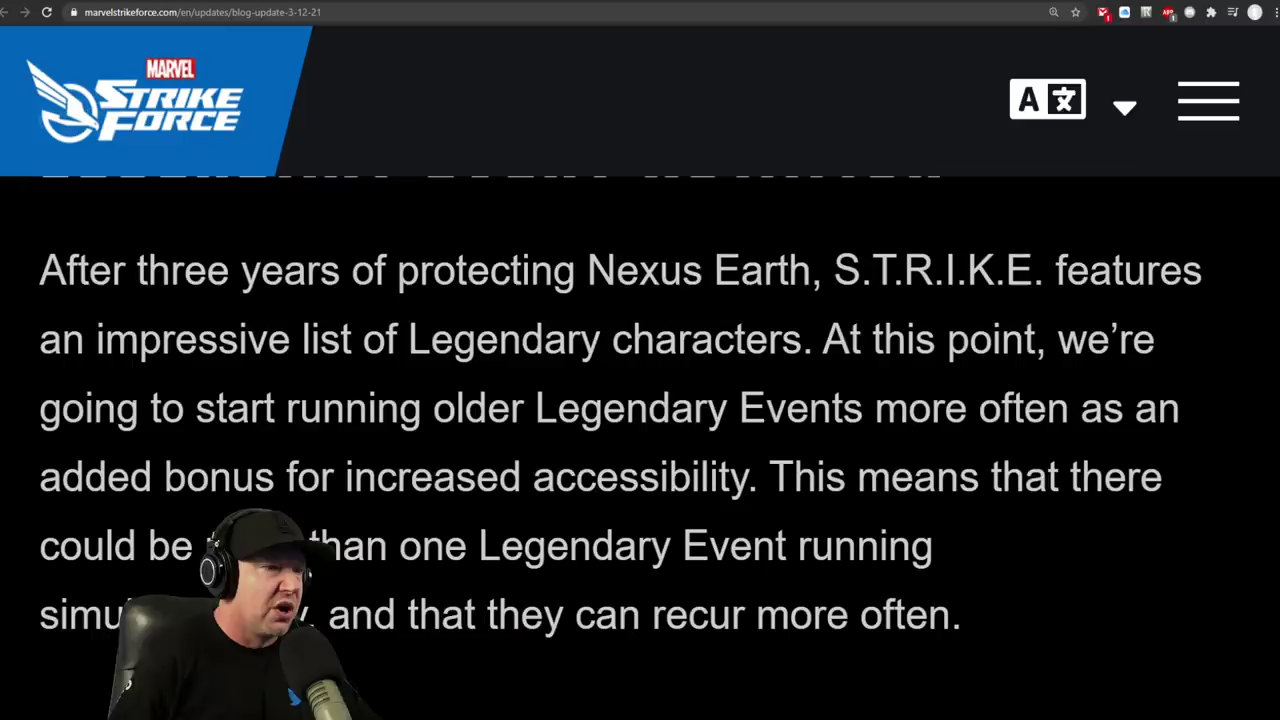 marvelstrikeforce.com/en/updates/blog-update-3-12-21
MARVEL
STRIKE
FORCE
A 文
After three years of protecting Nexus Earth, S.T.R.I.K.E. features
an impressive list of Legendary characters. At this point, we’re
going to start running older Legendary Events more often as an
added bonus for increased accessibility. This means that there
could be than one Legendary Event running
and that they can recur more often.